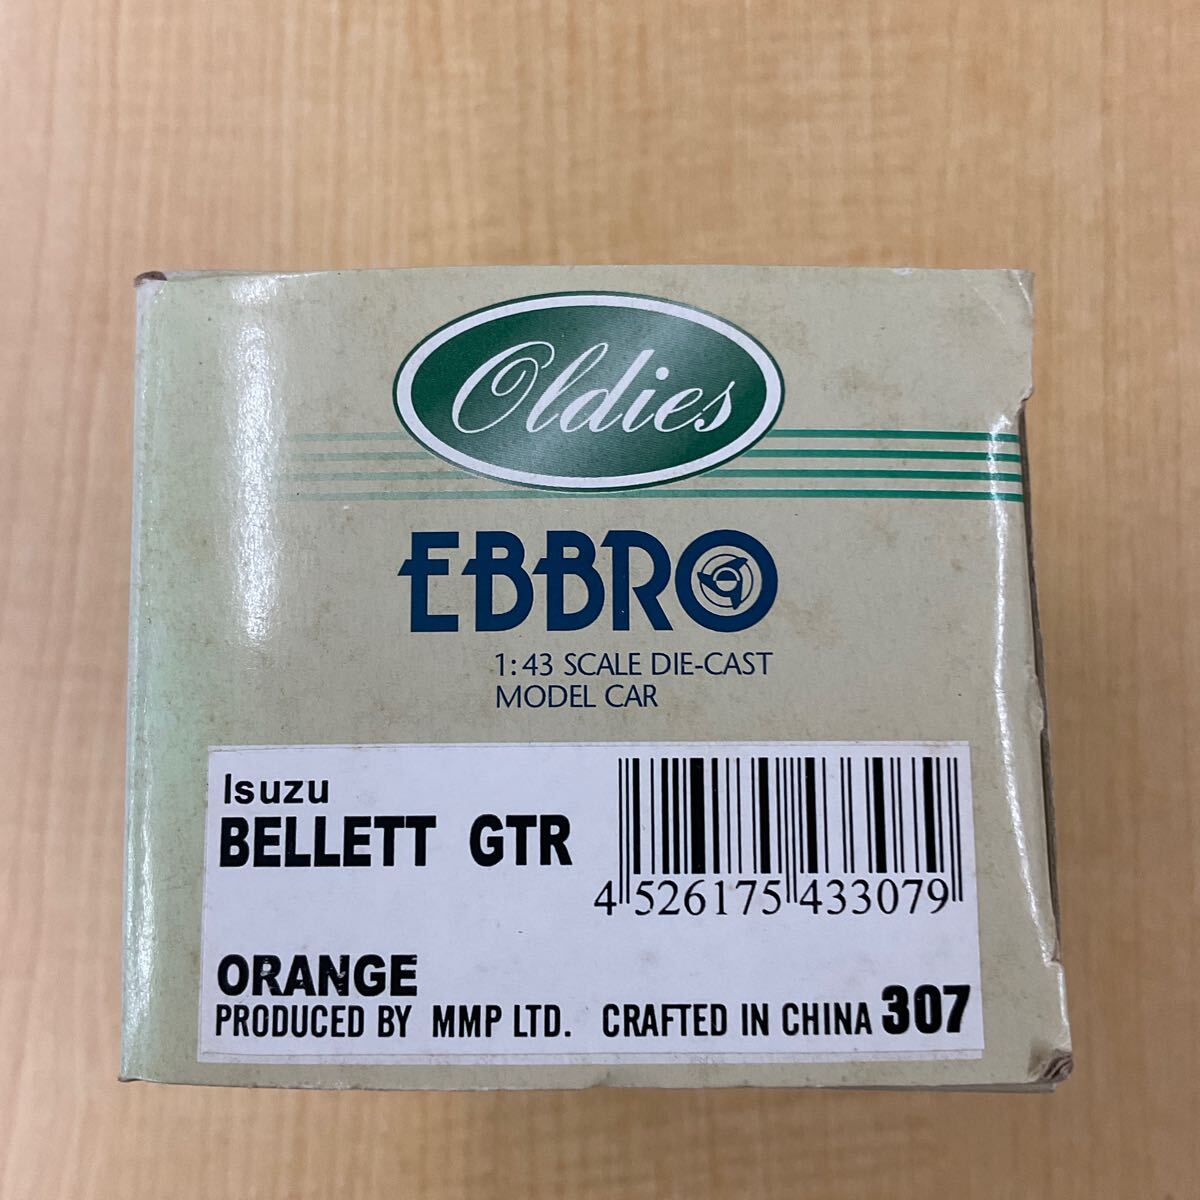 Oldies
EBBRO
1:43 SCALE DIE-CAST
MODEL CAR
Isuzu
BELLETT GTR
4 526175 433079
ORANGE
PRODUCED BY MMP LTD. CRAFTED IN CHINA 307